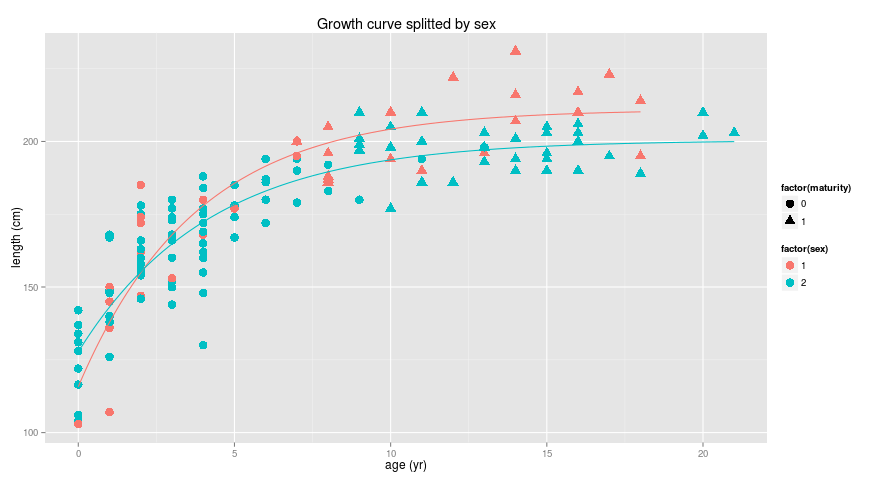 Growth curve splitted by sex
length (cm)
200
150
100
0
5
10
15
20
age (yr)
factor(maturity)
0
1
factor(sex)
1
2